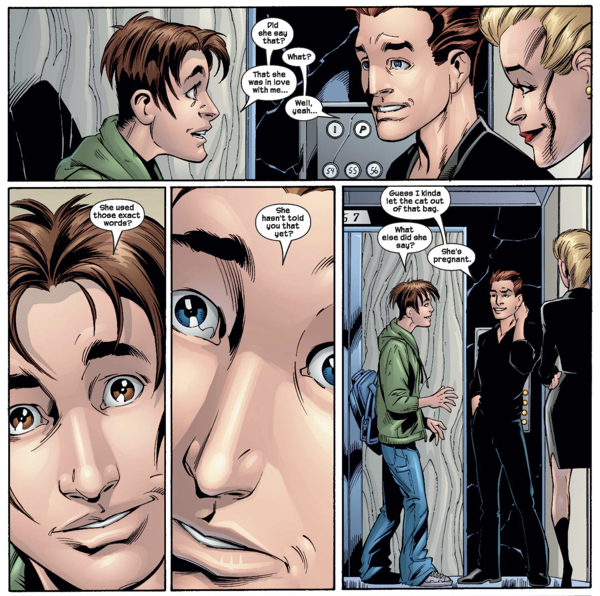 Did
she say
that?
What?
That she
was in love
with me...
Well,
yeah...
I P
54 55 56
She used
those exact
words?
She
hasn't told
you that
yet?
Guess I kinda
let the cat out
of that bag.
What
else did she
say?
She's
pregnant.
5 7